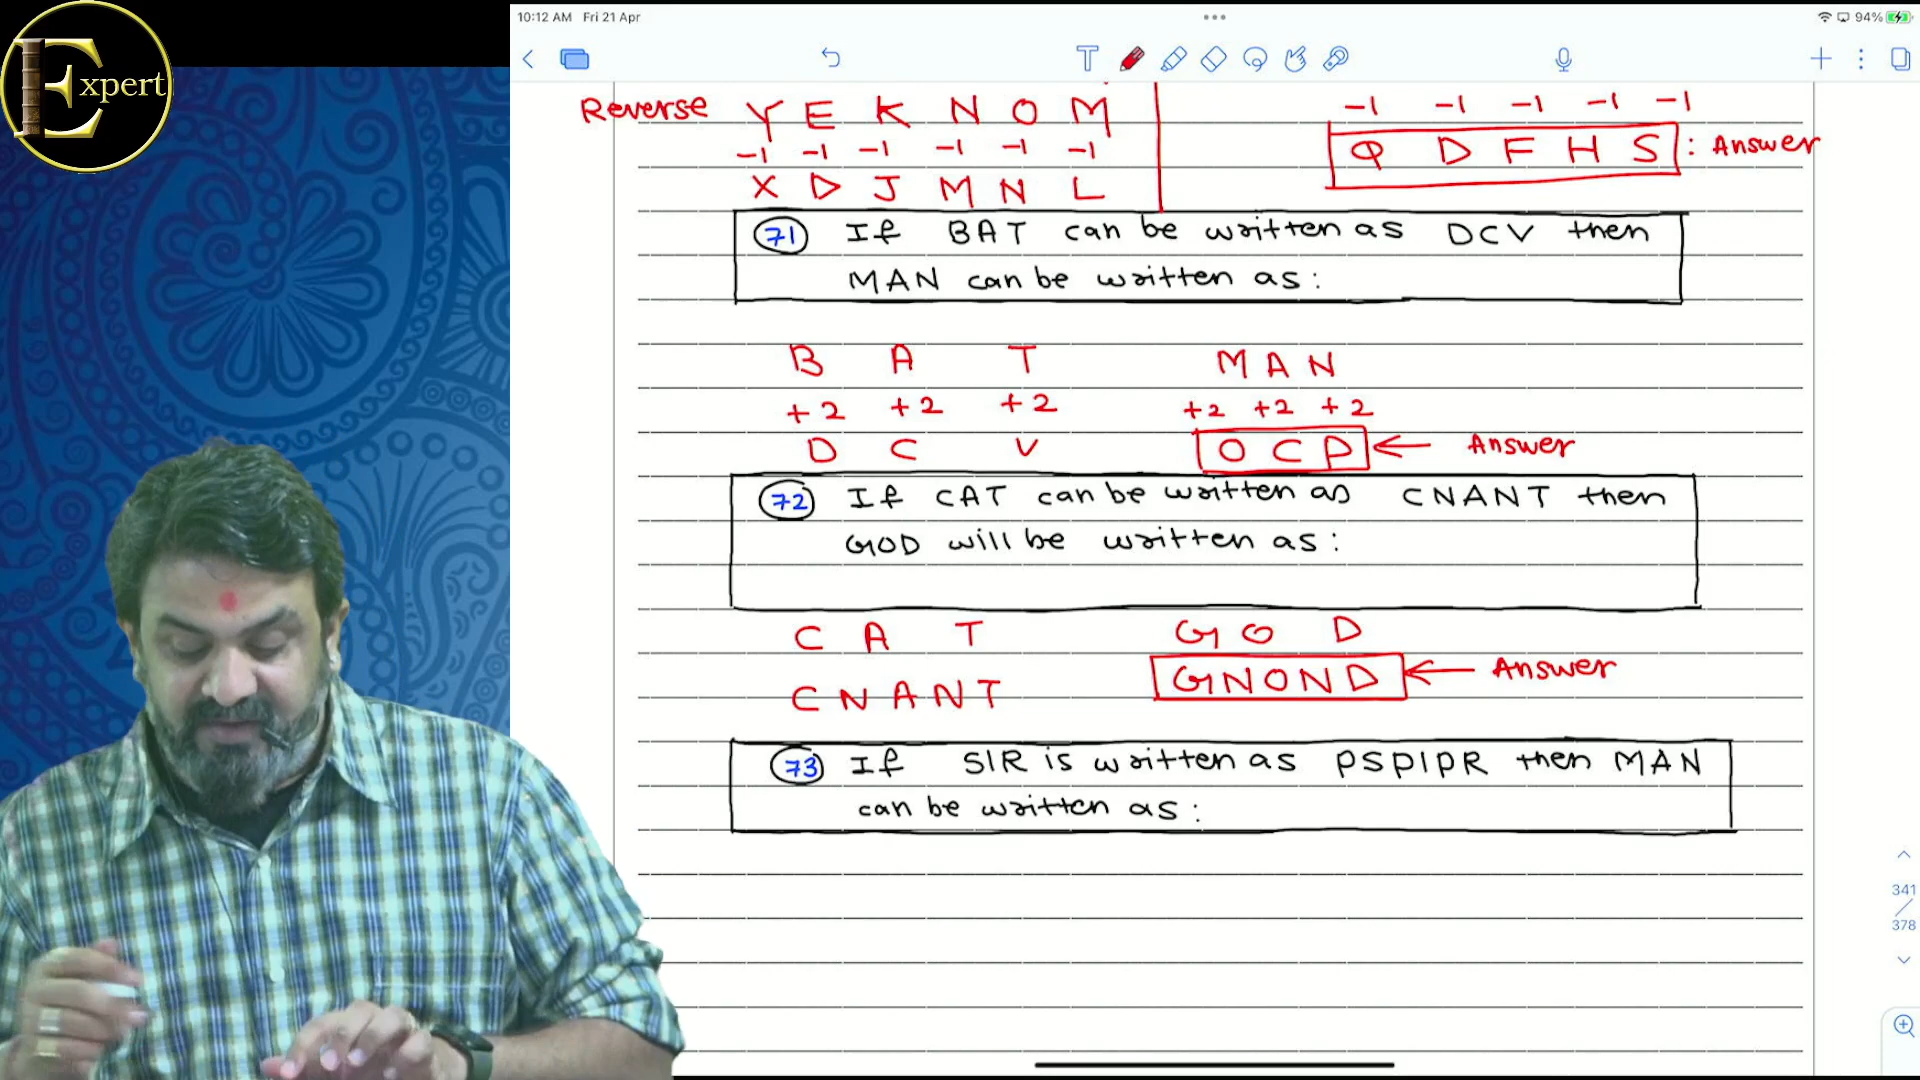 Expert
10:12 AM Fri 21 Apr
94%
Reverse Y E K N O M
-1 -1 -1 -1 -1 -1
X D J M N L
-1 -1 -1 -1 -1
Q D F H S : Answer
71 If BAT can be written as DCV then
MAN can be written as:
B A T
+2 +2 +2
D C V
M A N
+2 +2 +2
O C P ← Answer
72 If CAT can be written as CNANT then
GOD will be written as:
C A T
C N A N T
G O D
G N O N D ← Answer
73 If SIR is written as PSPIPR then MAN
can be written as:
341
378